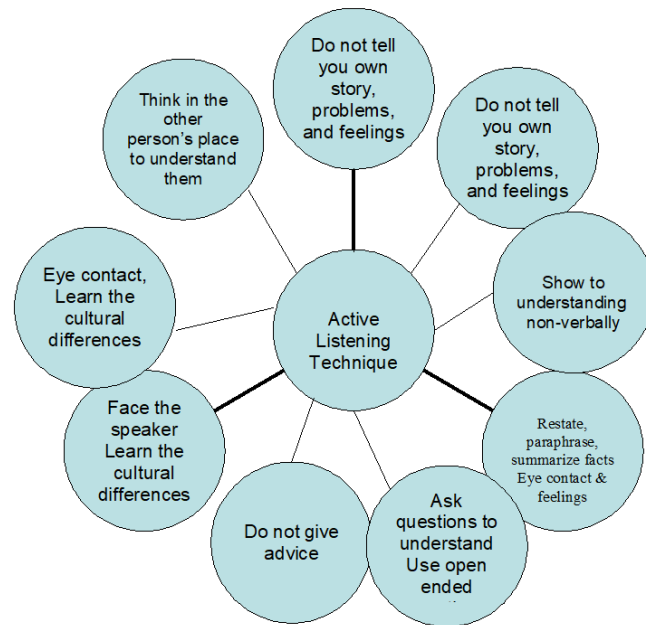 Do not tell
you own
story,
problems,
and feelings
Do not tell
you own
story,
problems,
and feelings
Show to
understanding
non-verbally
Restate,
paraphrase,
summarize facts
Eye contact &
feelings
Ask
questions to
understand
Use open
ended
Do not give
advice
Face the
speaker
Learn the
cultural
differences
Eye contact,
Learn the
cultural
differences
Think in the
other
person's place
to understand
them
Active
Listening
Technique